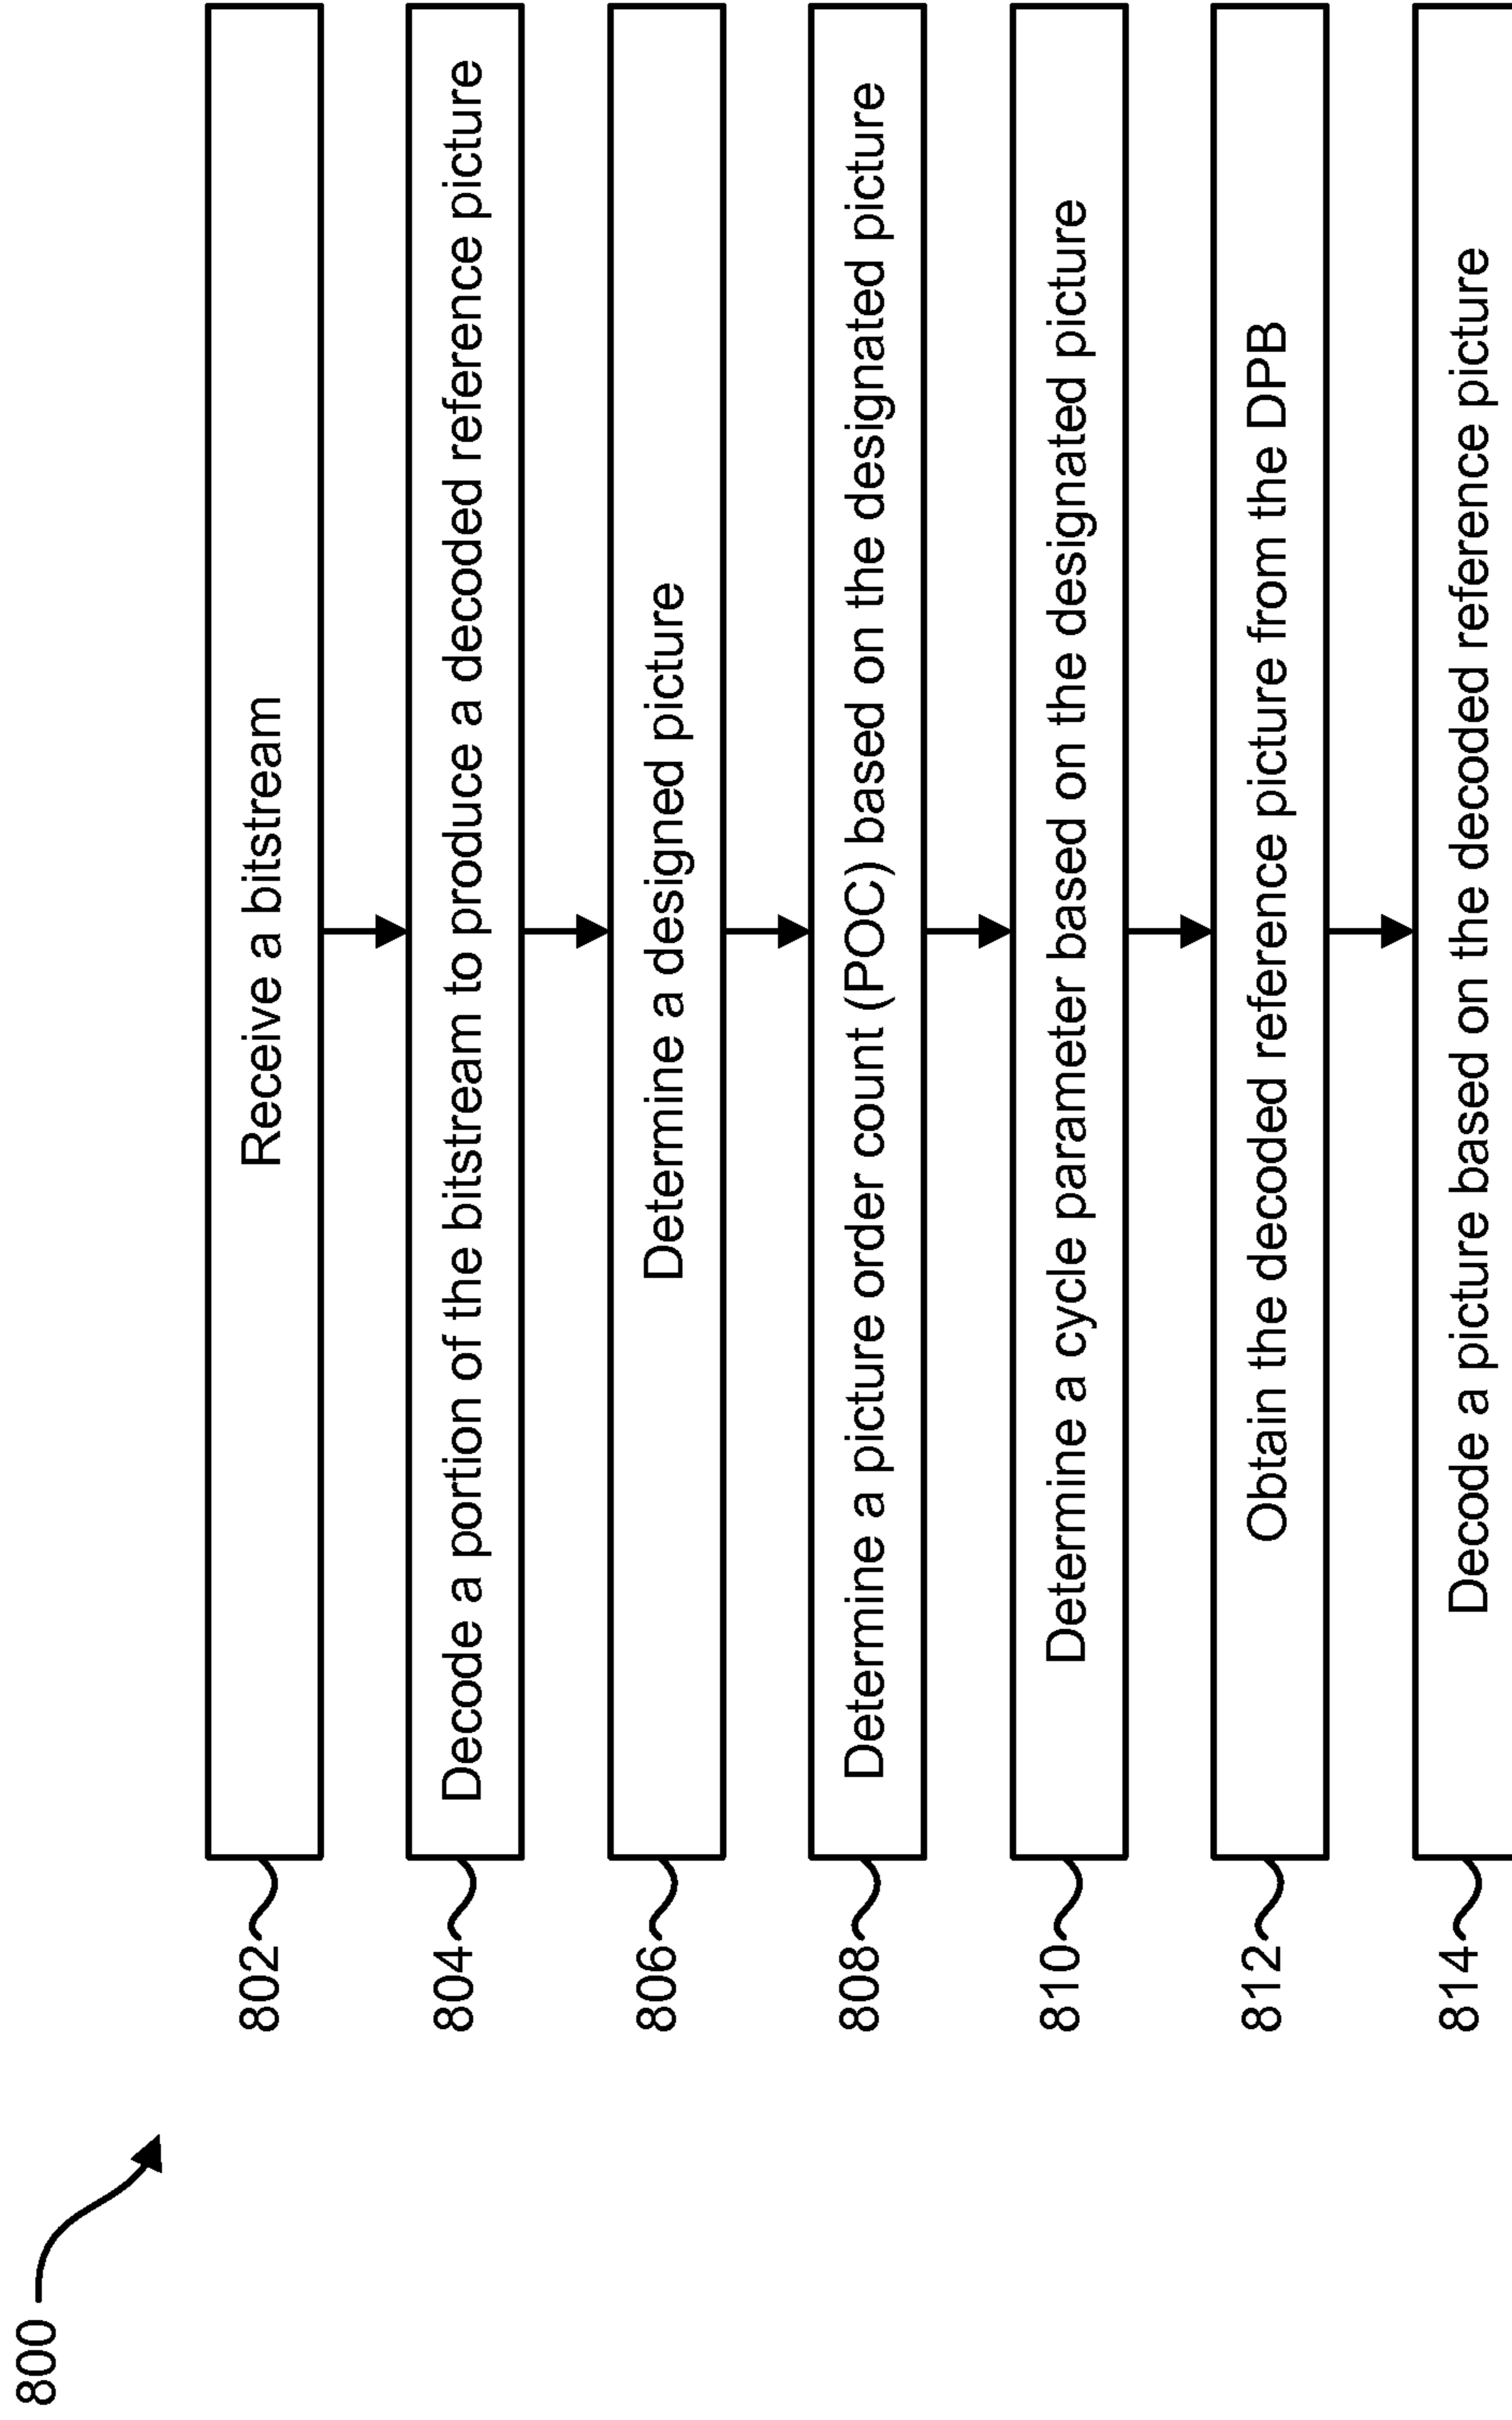 800
802
Receive a bitstream
804
Decode a portion of the bitstream to produce a decoded reference picture
806
Determine a designed picture
808
Determine a picture order count (POC) based on the designated picture
810
Determine a cycle parameter based on the designated picture
812
Obtain the decoded reference picture from the DPB
814
Decode a picture based on the decoded reference picture